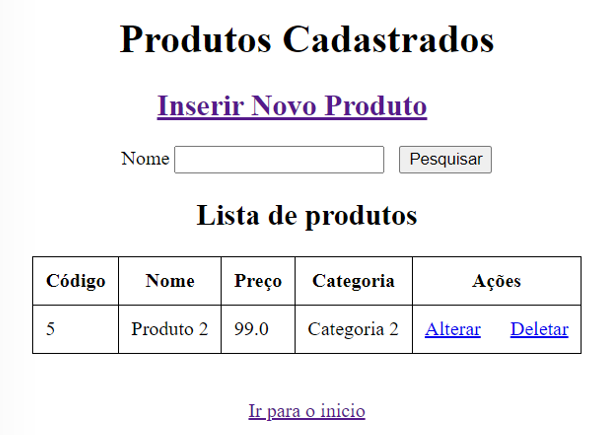 Produtos Cadastrados
Inserir Novo Produto
Nome Pesquisar
Lista de produtos
Código Nome Preço Categoria Ações
5 Produto 2 99.0 Categoria 2 Alterar Deletar
Ir para o inicio